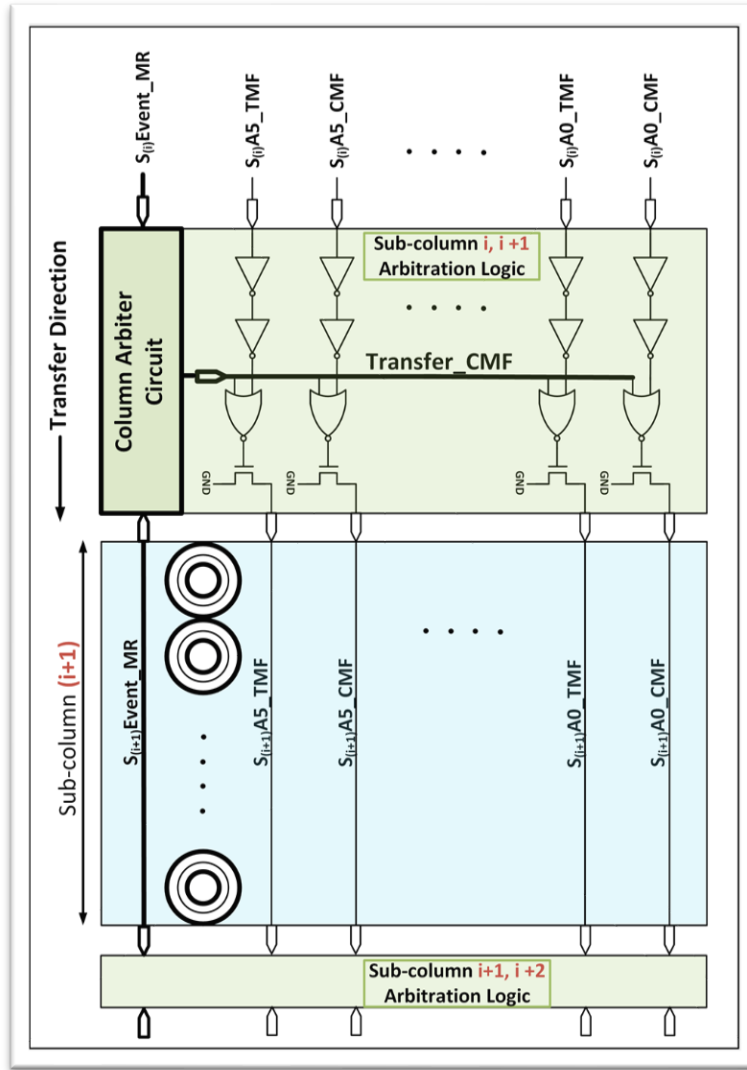 S(i)Event_MR
S(i)A5_TMF
S(i)A5_CMF
. . . .
S(i)A0_TMF
S(i)A0_CMF
Transfer Direction
Column Arbiter
Circuit
Sub-column i, i +1
Arbitration Logic
. . . .
Transfer_CMF
GND
GND
GND
GND
Sub-column (i+1)
S(i+1)Event_MR
S(i+1)A5_TMF
S(i+1)A5_CMF
. . . .
S(i+1)A0_TMF
S(i+1)A0_CMF
Sub-column i+1, i +2
Arbitration Logic